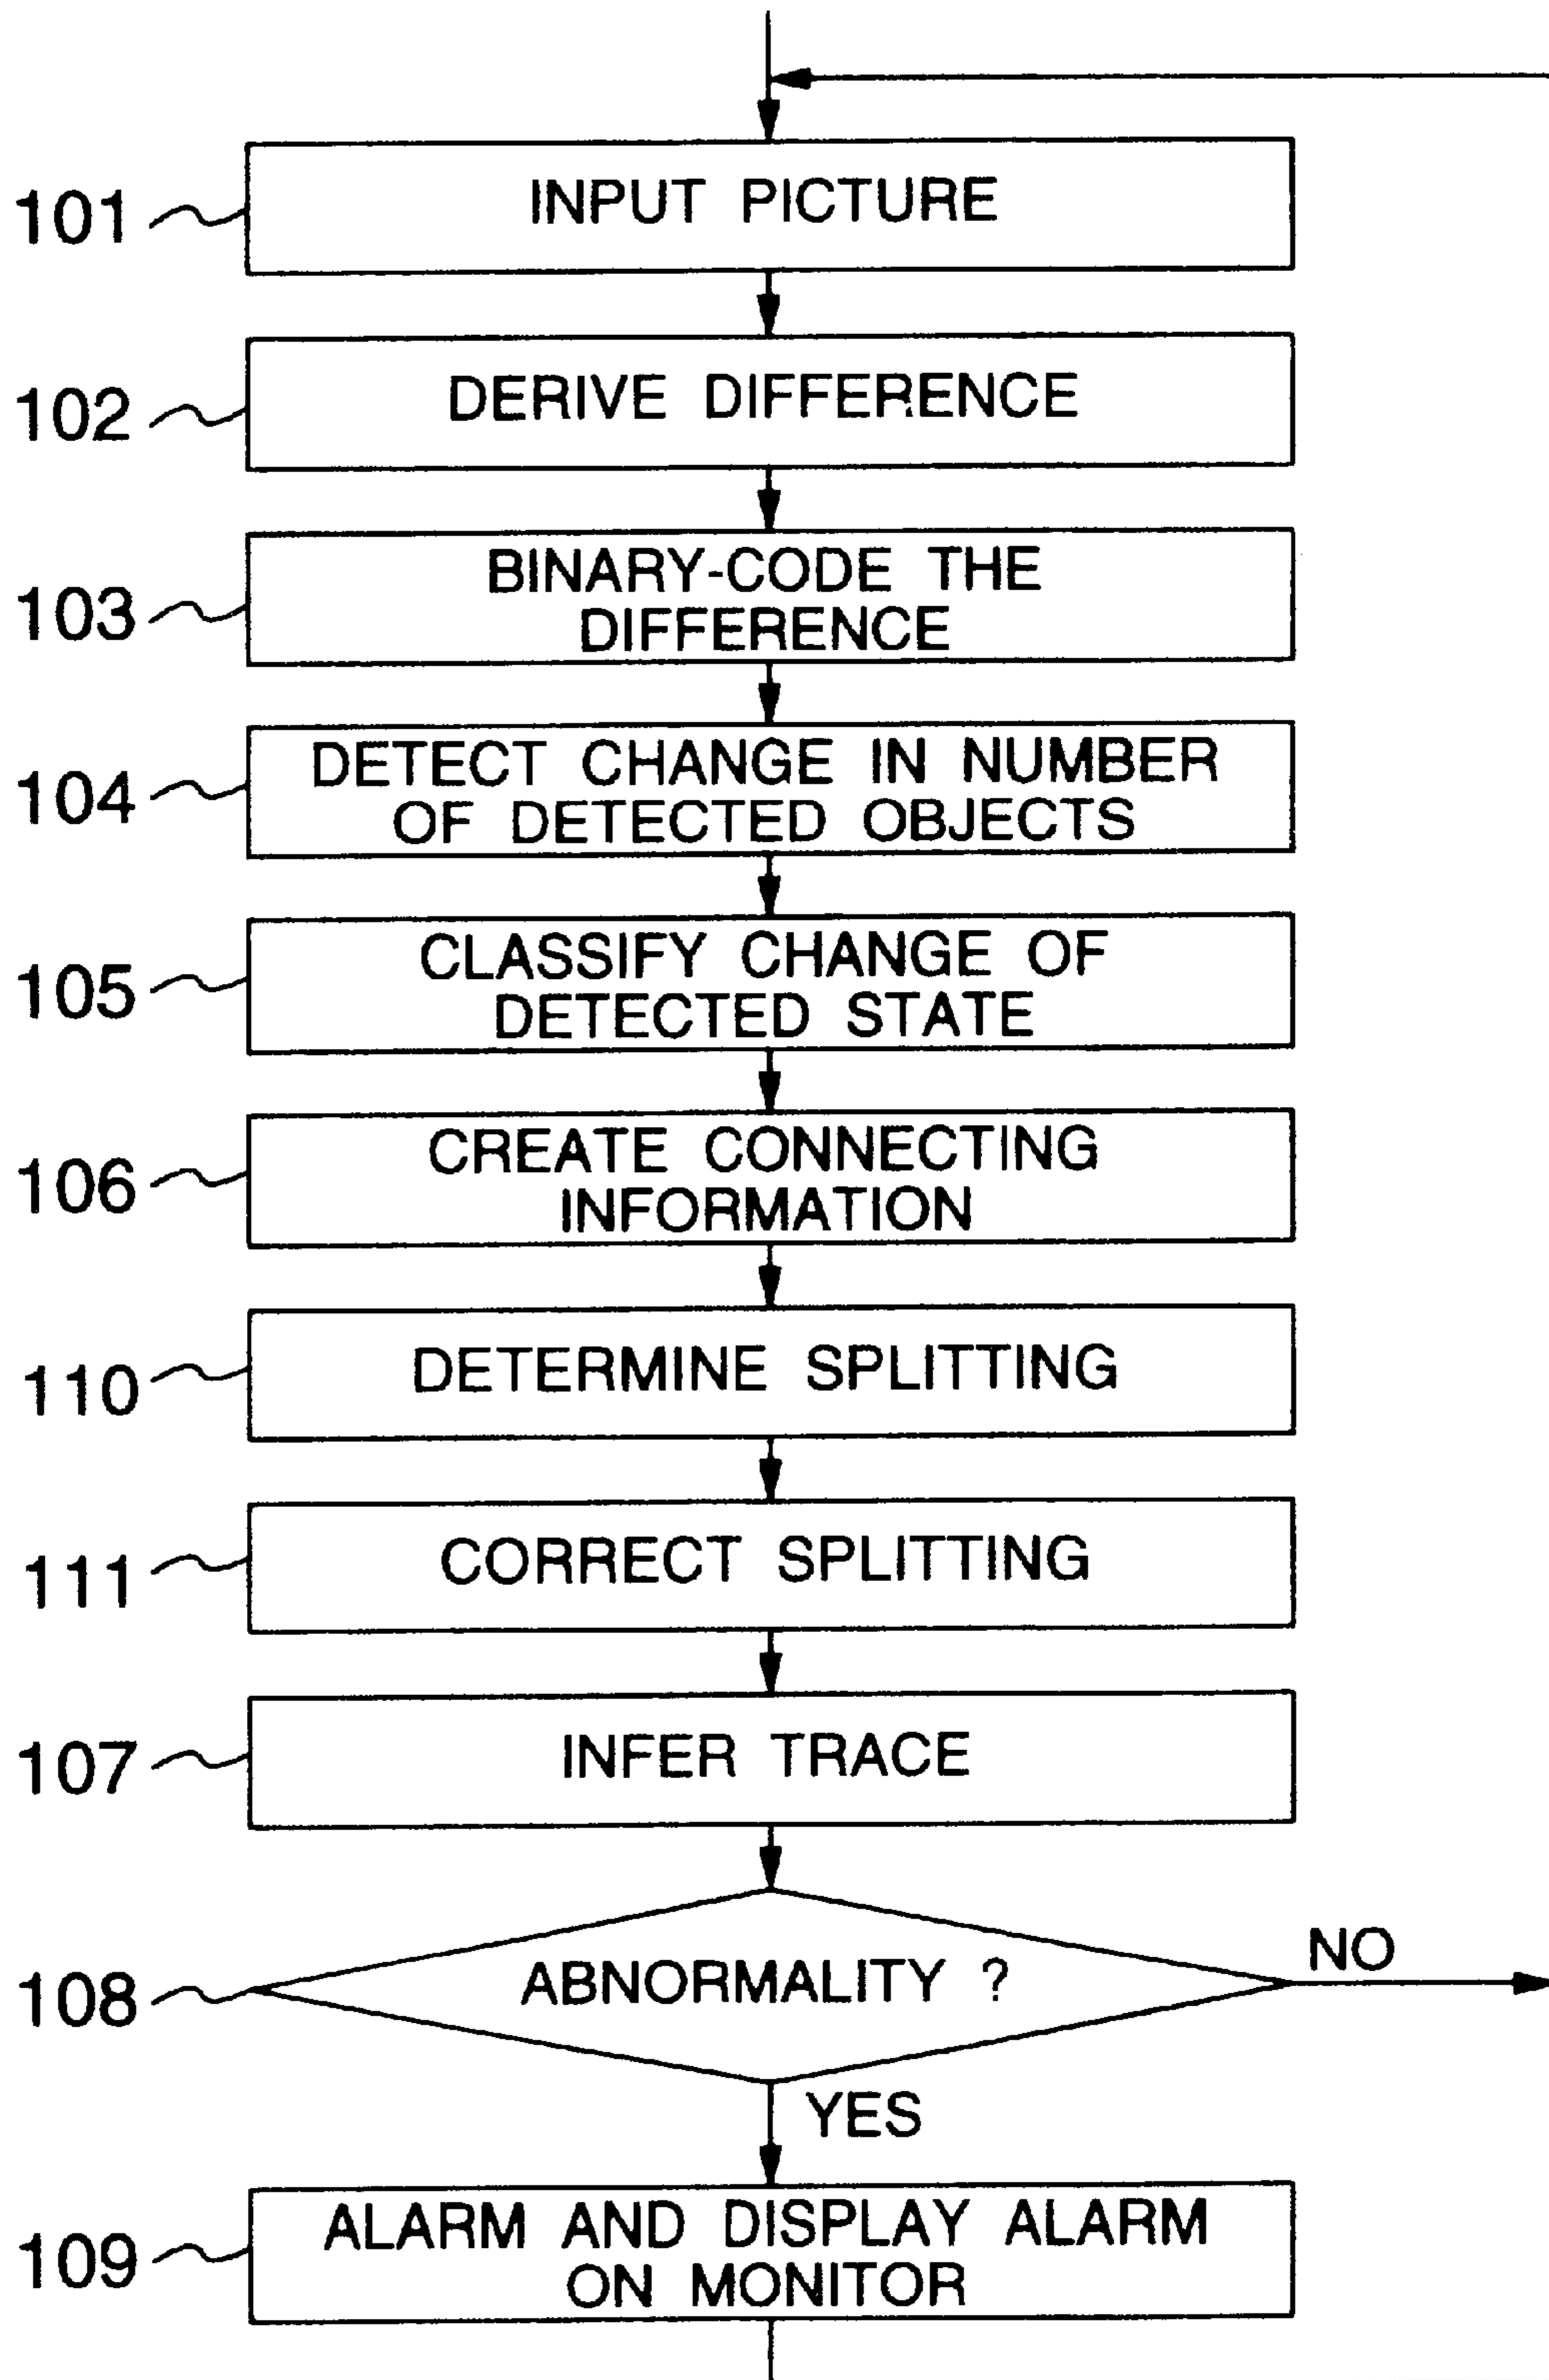 101
INPUT PICTURE
102
DERIVE DIFFERENCE
103
BINARY-CODE THE
DIFFERENCE
104
DETECT CHANGE IN NUMBER
OF DETECTED OBJECTS
105
CLASSIFY CHANGE OF
DETECTED STATE
106
CREATE CONNECTING
INFORMATION
110
DETERMINE SPLITTING
111
CORRECT SPLITTING
107
INFER TRACE
108
ABNORMALITY ?
NO
YES
109
ALARM AND DISPLAY ALARM
ON MONITOR